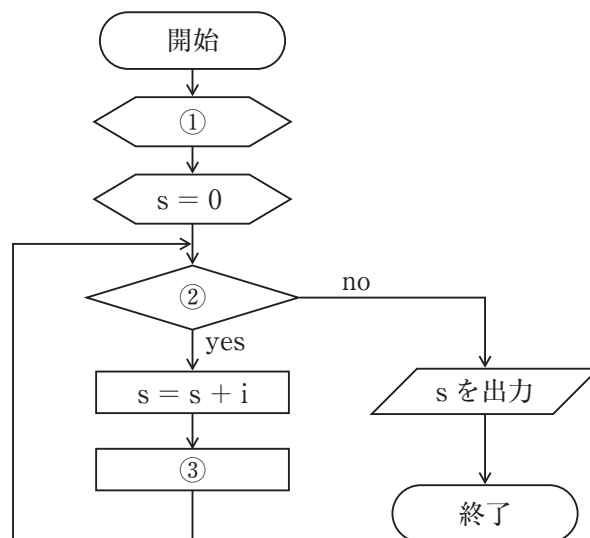 開始
①
s = 0
②
no
yes
s = s + i
s を出力
③
終了